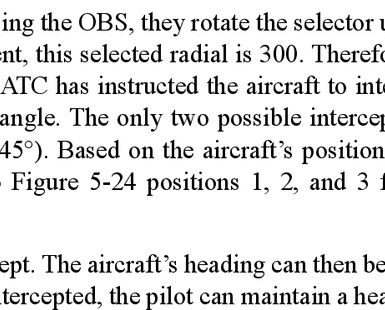 ing the OBS, they rotate the selector u
ent, this selected radial is 300. Therefo
ATC has instructed the aircraft to inte
angle. The only two possible intercep
45°). Based on the aircraft’s position
Figure 5-24 positions 1, 2, and 3 f
ept. The aircraft’s heading can then be
ntercepted, the pilot can maintain a hea